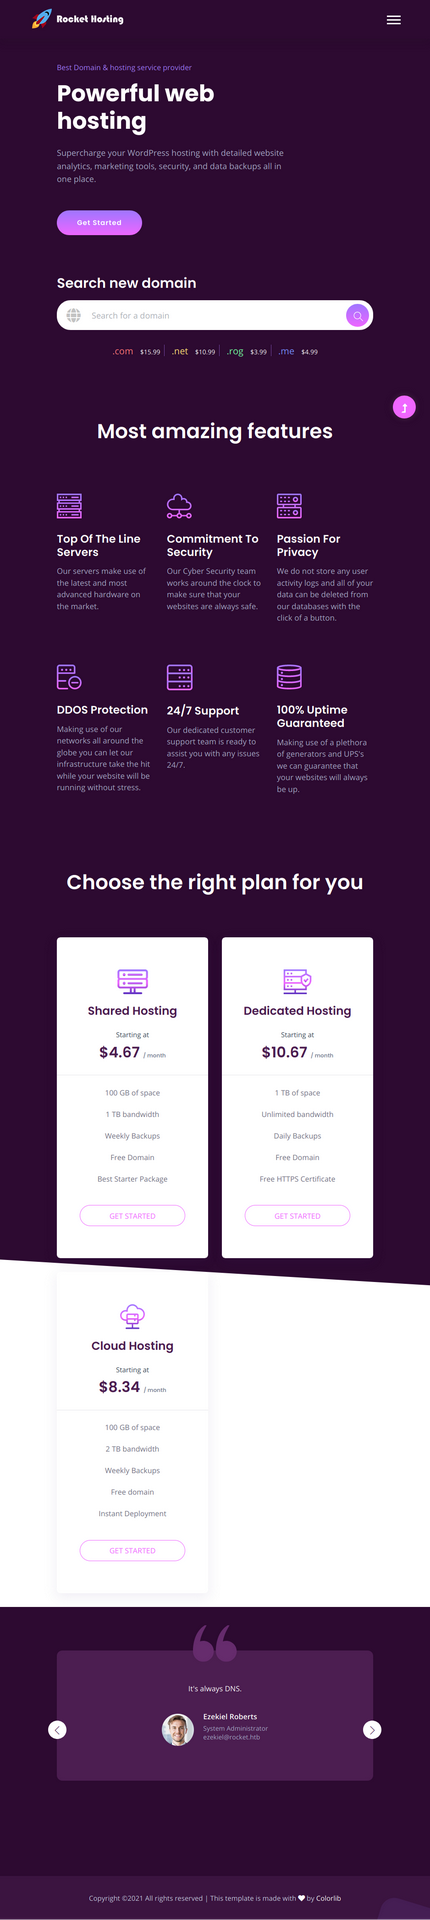 Rocket Hosting
Best Domain & hosting service provider
Powerful web
hosting
Supercharge your WordPress hosting with detailed website
analytics, marketing tools, security, and data backups all in
one place.
Get Started
Search new domain
Search for a domain
.com $15.99 .net $10.99 .rog $3.99 .me $4.99
Most amazing features
Top Of The Line
Servers
Our servers make use of
the latest and most
advanced hardware on
the market.
Commitment To
Security
Our Cyber Security team
works around the clock to
make sure that your
websites are always safe.
Passion For
Privacy
We do not store any user
activity logs and all of your
data can be deleted from
our databases with the
click of a button.
DDOS Protection
Making use of our
networks all around the
globe you can let our
infrastructure take the hit
while your website will be
running without stress.
24/7 Support
Our dedicated customer
support team is ready to
assist you with any issues
24/7.
100% Uptime
Guaranteed
Making use of a plethora
of generators and UPS's
we can guarantee that
your websites will always
be up.
Choose the right plan for you
Shared Hosting
Starting at
$4.67 / month
100 GB of space
1 TB bandwidth
Weekly Backups
Free Domain
Best Starter Package
GET STARTED
Dedicated Hosting
Starting at
$10.67 / month
1 TB of space
Unlimited bandwidth
Daily Backups
Free Domain
Free HTTPS Certificate
GET STARTED
Cloud Hosting
Starting at
$8.34 / month
100 GB of space
2 TB bandwidth
Weekly Backups
Free domain
Instant Deployment
GET STARTED
It's always DNS.
Ezekiel Roberts
System Administrator
ezekiel@rocket.htb
Copyright ©2021 All rights reserved | This template is made with ♥ by Colorlib